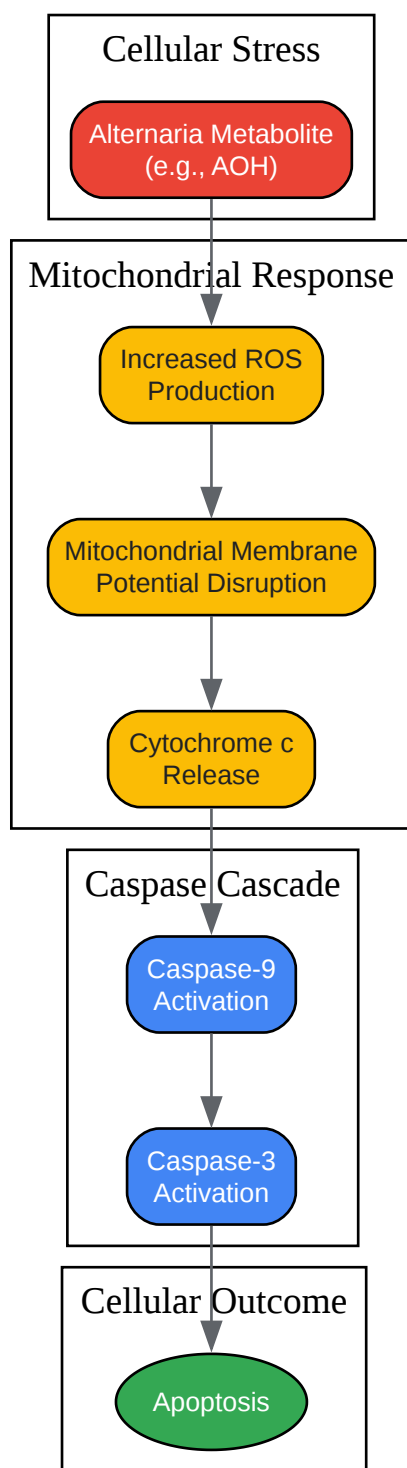 Cellular Stress
Alternaria Metabolite
(e.g., AOH)
Mitochondrial Response
Increased ROS
Production
Mitochondrial Membrane
Potential Disruption
Cytochrome c
Release
Caspase Cascade
Caspase-9
Activation
Caspase-3
Activation
Cellular Outcome
Apoptosis